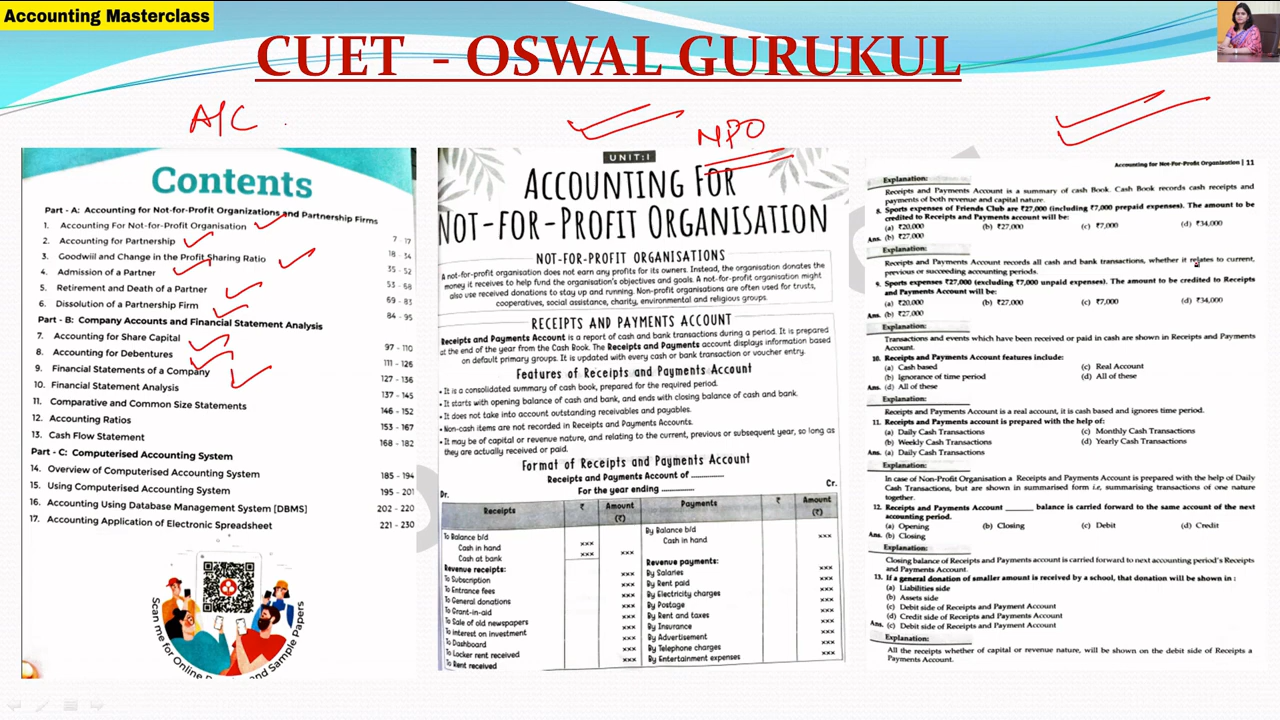 Accounting Masterclass
CUET - OSWAL GURUKUL
A/C
Contents
Part - A: Accounting for Not-for-Profit Organizations and Partnership Firms
1. Accounting For Not-for-Profit Organisation 7 - 17
2. Accounting for Partnership 18 - 34
3. Goodwill and Change in the Profit Sharing Ratio 35 - 52
4. Admission of a Partner 53 - 68
5. Retirement and Death of a Partner 69 - 83
6. Dissolution of a Partnership Firm 84 - 95
Part - B: Company Accounts and Financial Statement Analysis
7. Accounting for Share Capital 97 - 110
8. Accounting for Debentures 111 - 126
9. Financial Statements of a Company 127 - 136
10. Financial Statement Analysis 137 - 145
11. Comparative and Common Size Statements 146 - 152
12. Accounting Ratios 153 - 167
13. Cash Flow Statement 168 - 182
Part - C: Computerised Accounting System
14. Overview of Computerised Accounting System 185 - 194
15. Using Computerised Accounting System 195 - 201
16. Accounting Using Database Management System [DBMS] 202 - 220
17. Accounting Application of Electronic Spreadsheet 221 - 230
Scan me for Online and Sample Papers
NPO
UNIT:I
ACCOUNTING FOR
NOT-FOR-PROFIT ORGANISATION
NOT-FOR-PROFIT ORGANISATIONS
A not-for-profit organisation does not earn any profits for its owners. Instead, the organisation donates the
money it receives to help fund the organisation's objectives and goals. A not-for-profit organisation might
also use received donations to stay up and running. Non-profit organisations are often used for trusts,
cooperatives, social assistance, charity, environmental and religious groups.
RECEIPTS AND PAYMENTS ACCOUNT
Receipts and Payments Account is a report of cash and bank transactions during a period. It is prepared
at the end of the year from the Cash Book. The Receipts and Payments account displays information based
on default primary groups. It is updated with every cash or bank transaction or voucher entry.
Features of Receipts and Payments Account
• It is a consolidated summary of cash book, prepared for the required period.
• It starts with opening balance of cash and bank, and ends with closing balance of cash and bank.
• It does not take into account outstanding receivables and payables.
• Non-cash items are not recorded in Receipts and Payments Accounts.
• It may be of capital or revenue nature, and relating to the current, previous or subsequent year, so long as
they are actually received or paid.
Format of Receipts and Payments Account
Receipts and Payments Account of ..............
For the year ending ..............
Dr. Cr.
Receipts ₹ Amount (₹) Payments ₹ Amount (₹)
To Balance b/d By Balance b/d xxx
Cash in hand xxx Cash in hand
Cash at bank xxx xxx
Revenue receipts: Revenue payments:
To Subscription xxx By Salaries xxx
To Entrance fees xxx By Rent paid xxx
To General donations xxx By Electricity charges xxx
To Grant-in-aid xxx By Postage xxx
To Sale of old newspapers xxx By Rent and taxes xxx
To Interest on investment xxx By Insurance xxx
To Dashboard xxx By Advertisement xxx
To Locker rent received xxx By Telephone charges xxx
To Rent received xxx By Entertainment expenses xxx
Accounting for Not-For-Profit Organisation | 11
Explanation:
Receipts and Payments Account is a summary of cash Book. Cash Book records cash receipts and
payments of both revenue and capital nature.
8. Sports expenses of Friends Club are ₹27,000 (including ₹7,000 prepaid expenses). The amount to be
credited to Receipts and Payments account will be:
(a) ₹20,000 (b) ₹27,000 (c) ₹7,000 (d) ₹34,000
Ans. (b) ₹27,000
Explanation:
Receipts and Payments Account records all cash and bank transactions, whether it relates to current,
previous or succeeding accounting periods.
9. Sports expenses ₹27,000 (excluding ₹7,000 unpaid expenses). The amount to be credited to Receipts
and Payments Account will be:
(a) ₹20,000 (b) ₹27,000 (c) ₹7,000 (d) ₹34,000
Ans. (b) ₹27,000
Explanation:
Transactions and events which have been received or paid in cash are shown in Receipts and Payments
Account.
10. Receipts and Payments Account features include:
(a) Cash based (c) Real Account
(b) Ignorance of time period (d) All of these
Ans. (d) All of these
Explanation:
Receipts and Payments Account is a real account, it is cash based and ignores time period.
11. Receipts and Payments Account is prepared with the help of:
(a) Daily Cash Transactions (c) Monthly Cash Transactions
(b) Weekly Cash Transactions (d) Yearly Cash Transactions
Ans. (a) Daily Cash Transactions
Explanation:
In case of Non-Profit Organisation a Receipts and Payments Account is prepared with the help of Daily
Cash Transactions, but are shown in summarised form i.e, summarising transactions of one nature
together.
12. Receipts and Payments Account ______ balance is carried forward to the same account of the next
accounting period.
(a) Opening (b) Closing (c) Debit (d) Credit
Ans. (b) Closing
Explanation:
Closing balance of Receipts and Payments account is carried forward to next accounting period's Receipts
and Payments Account.
13. If a general donation of smaller amount is received by a school, that donation will be shown in :
(a) Liabilities side
(b) Assets side
(c) Debit side of Receipts and Payment Account
(d) Credit side of Receipts and Payments Account
Ans. (c) Debit side of Receipts and Payments Account
Explanation:
All the receipts whether of capital or revenue nature, will be shown on the debit side of Receipts a
Payments Account.